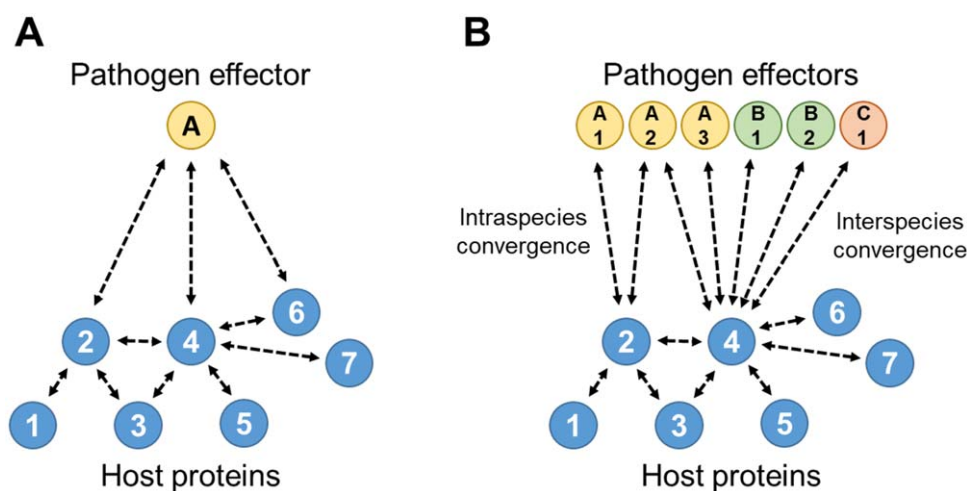 A
Pathogen effector
A
2
4
6
7
1
3
5
Host proteins
B
Pathogen effectors
A
1
A
2
A
3
B
1
B
2
C
1
Intraspecies
convergence
Interspecies
convergence
2
4
6
7
1
3
5
Host proteins